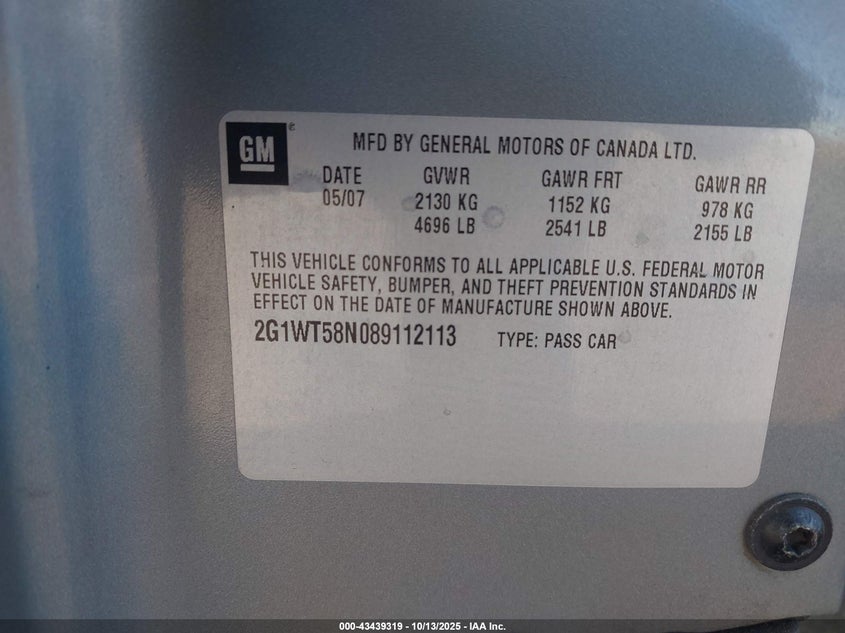 GM
MFD BY GENERAL MOTORS OF CANADA LTD.
DATE GVWR GAWR FRT GAWR RR
05/07 2130 KG 1152 KG 978 KG
4696 LB 2541 LB 2155 LB
THIS VEHICLE CONFORMS TO ALL APPLICABLE U.S. FEDERAL MOTOR
VEHICLE SAFETY, BUMPER, AND THEFT PREVENTION STANDARDS IN
EFFECT ON THE DATE OF MANUFACTURE SHOWN ABOVE.
2G1WT58N089112113 TYPE: PASS CAR
000-43439319 - 10/13/2025 - IAA Inc.